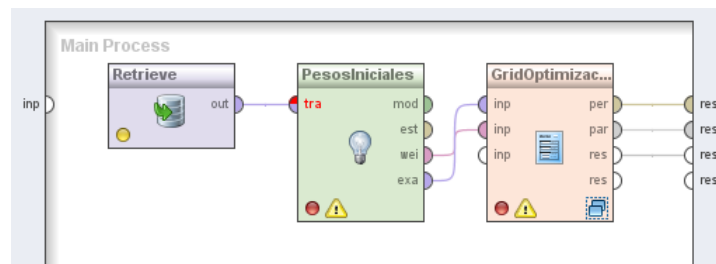 Main Process
Retrieve
PesosIniciales
GridOptimizac...
inp
out
tra
mod
inp
per
res
est
inp
par
res
wei
inp
res
res
exa
res
res